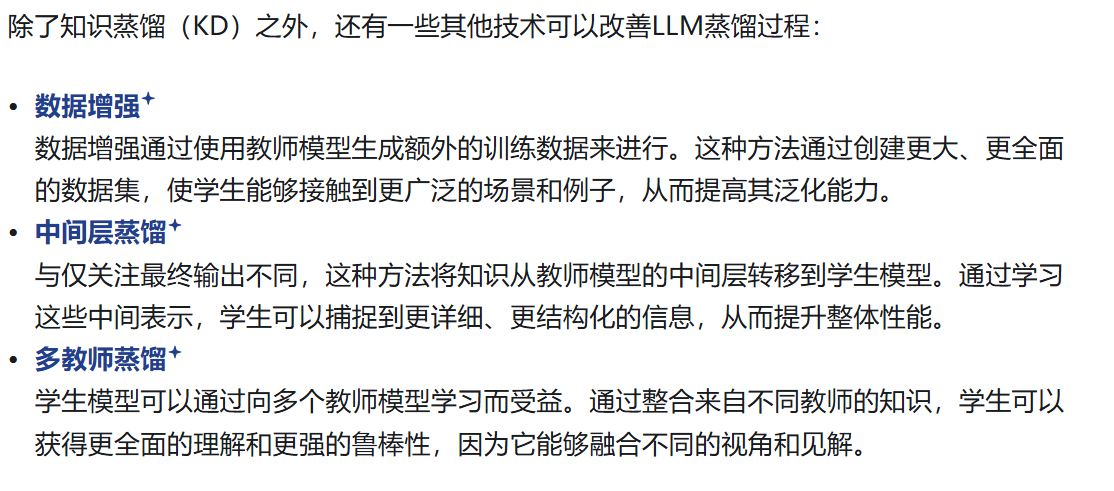 除了知识蒸馏（KD）之外，还有一些其他技术可以改善LLM蒸馏过程：
• 数据增强
数据增强通过使用教师模型生成额外的训练数据来进行。这种方法通过创建更大、更全面
的数据集，使学生能够接触到更广泛的场景和例子，从而提高其泛化能力。
• 中间层蒸馏
与仅关注最终输出不同，这种方法将知识从教师模型的中间层转移到学生模型。通过学习
这些中间表示，学生可以捕捉到更详细、更结构化的信息，从而提升整体性能。
• 多教师蒸馏
学生模型可以通过向多个教师模型学习而受益。通过整合来自不同教师的知识，学生可以
获得更全面的理解和更强的鲁棒性，因为它能够融合不同的视角和见解。